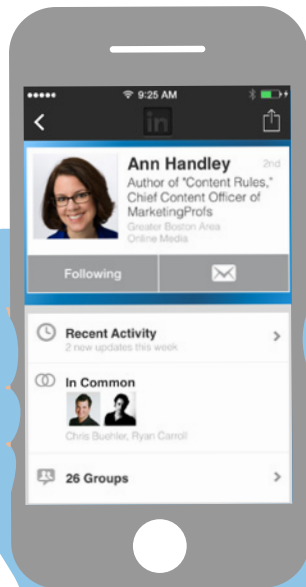 9:25 AM
in
Ann Handley 2nd
Author of "Content Rules,"
Chief Content Officer of
MarketingProfs
Greater Boston Area
Online Media
Following
Recent Activity
2 new updates this week
In Common
Chris Buehler, Ryan Carroll
26 Groups